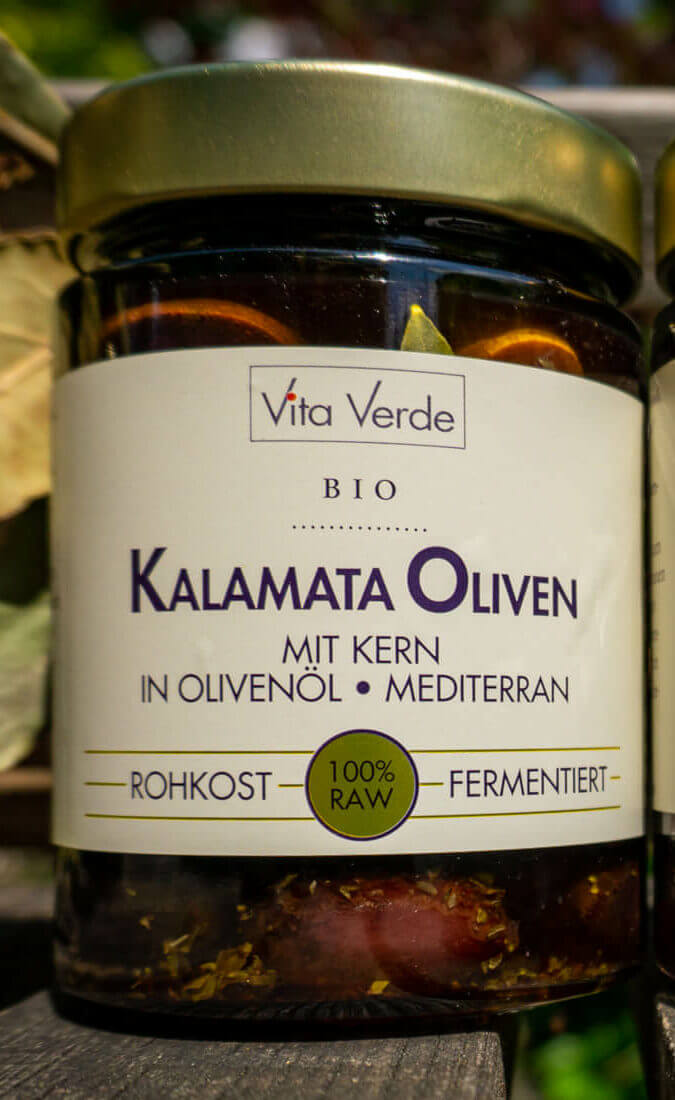 Vita Verde
BIO
KALAMATA OLIVEN
MIT KERN
IN OLIVENÖL • MEDITERRAN
ROHKOST 100% RAW FERMENTIERT